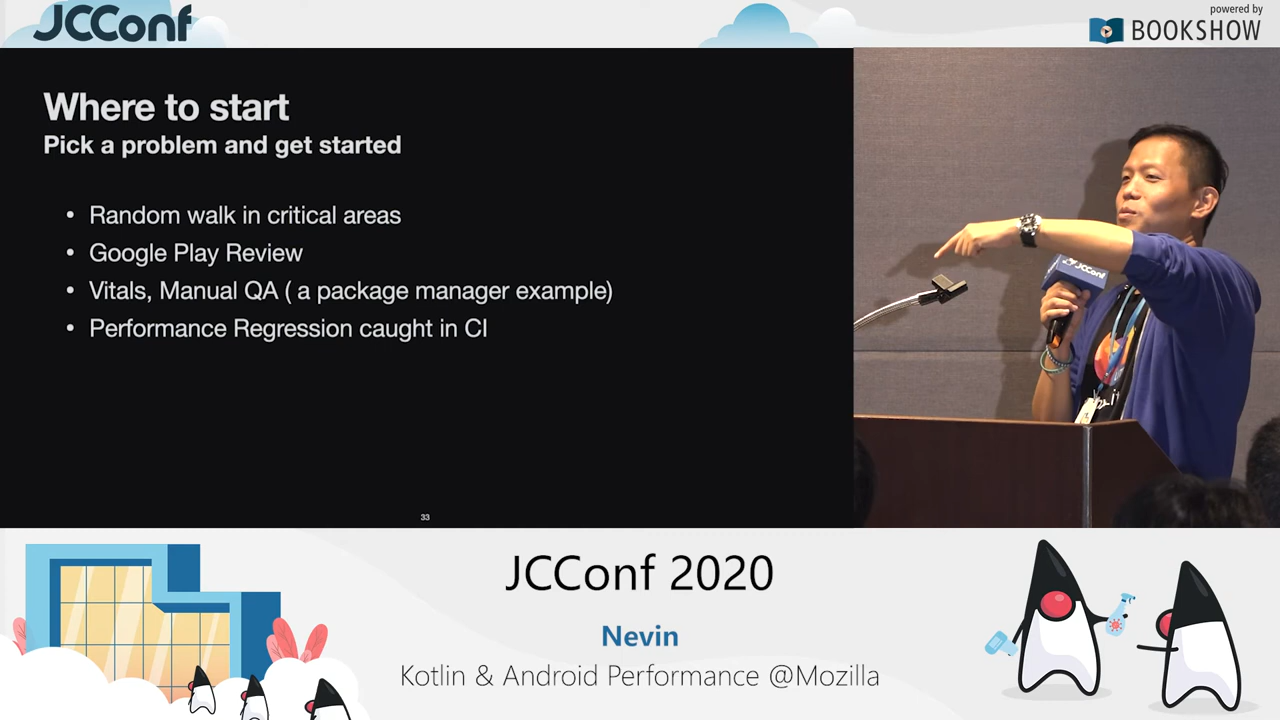 JCConf
powered by
BOOKSHOW
Where to start
Pick a problem and get started
• Random walk in critical areas
• Google Play Review
• Vitals, Manual QA ( a package manager example)
• Performance Regression caught in CI
33
JCConf
JCConf 2020
Nevin
Kotlin & Android Performance @Mozilla